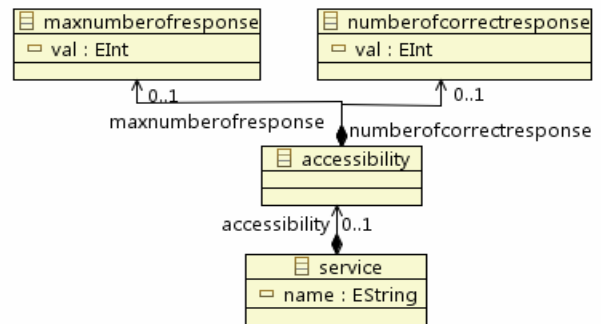 maxnumberofresponse
numberofcorrectresponse
val : EInt
val : EInt
0..1
0..1
maxnumberofresponse
numberofcorrectresponse
accessibility
accessibility
0..1
service
name : EString